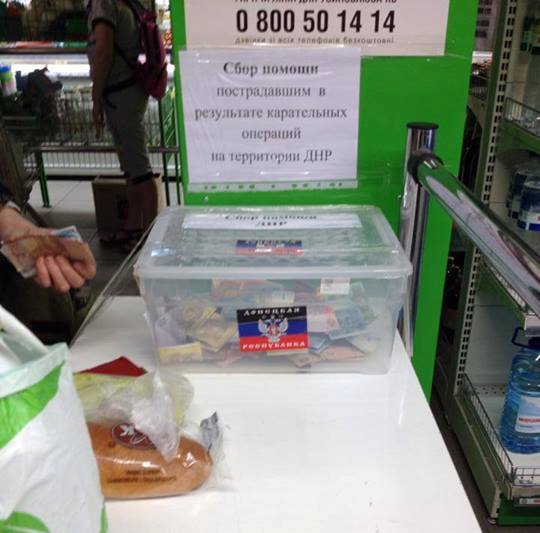 0 800 50 14 14
дзвінки зі всіх телефонів безкоштовні
Сбор помощи
пострадавшим в
результате карательных
операций
на территории ДНР
Сбор помощи
ДНР
ДОНЕЦКАЯ
РЕСПУБЛИКА